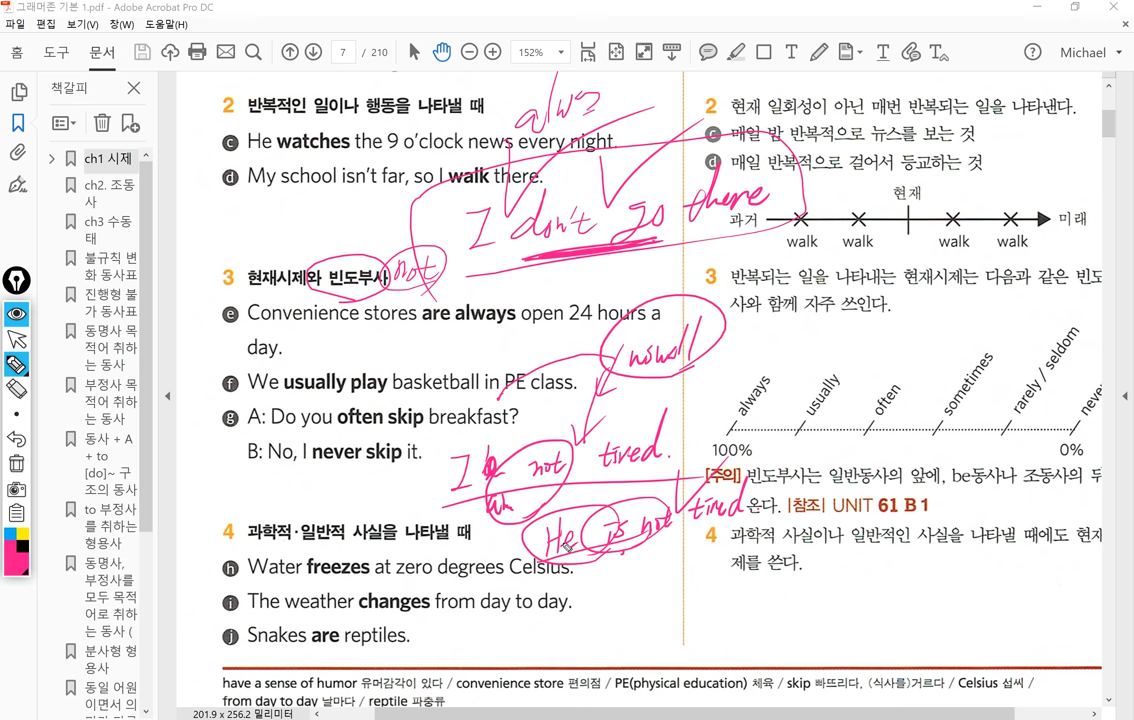 그래머존 기본 1.pdf - Adobe Acrobat Pro DC
파일 편집 보기(V) 창(W) 도움말(H)
홈 도구 문서 7 / 210 152% Michael
책갈피
ch1 시제
ch2. 조동
사
ch3 수동
태
불규칙 변
화 동사표
진행형 불
가 동사표
동명사 목
적어 취하
는 동사
부정사 목
적어 취하
는 동사
동사 + A
+ to
[do]~ 구
조의 동사
to 부정사
를 취하는
형용사
동명사,
부정사를
모두 목적
어로 취하
는 동사 (
분사형 형
용사
동일 어원
이면서 의
2 반복적인 일이나 행동을 나타낼 때
c He watches the 9 o'clock news every night.
d My school isn't far, so I walk there.
I don't go there
3 현재시제와 빈도부사
not
e Convenience stores are always open 24 hours a
day.
f We usually play basketball in PE class.
g A: Do you often skip breakfast?
B: No, I never skip it.
I not tired.
He is not tired
4 과학적·일반적 사실을 나타낼 때
h Water freezes at zero degrees Celsius.
i The weather changes from day to day.
j Snakes are reptiles.
2 현재 일회성이 아닌 매번 반복되는 일을 나타낸다.
c 매일 밤 반복적으로 뉴스를 보는 것
d 매일 반복적으로 걸어서 등교하는 것
현재
과거 미래
walk walk walk walk
3 반복되는 일을 나타내는 현재시제는 다음과 같은 빈도
사와 함께 자주 쓰인다.
always usually often sometimes rarely / seldom never
100% 0%
[주의] 빈도부사는 일반동사의 앞에, be동사나 조동사의 뒤
온다. |참조| UNIT 61 B 1
4 과학적 사실이나 일반적인 사실을 나타낼 때에도 현재
제를 쓴다.
have a sense of humor 유머감각이 있다 / convenience store 편의점 / PE(physical education) 체육 / skip 빠뜨리다, (식사를)거르다 / Celsius 섭씨 /
from day to day 날마다 / reptile 파충류
201.9 x 256.2 밀리미터